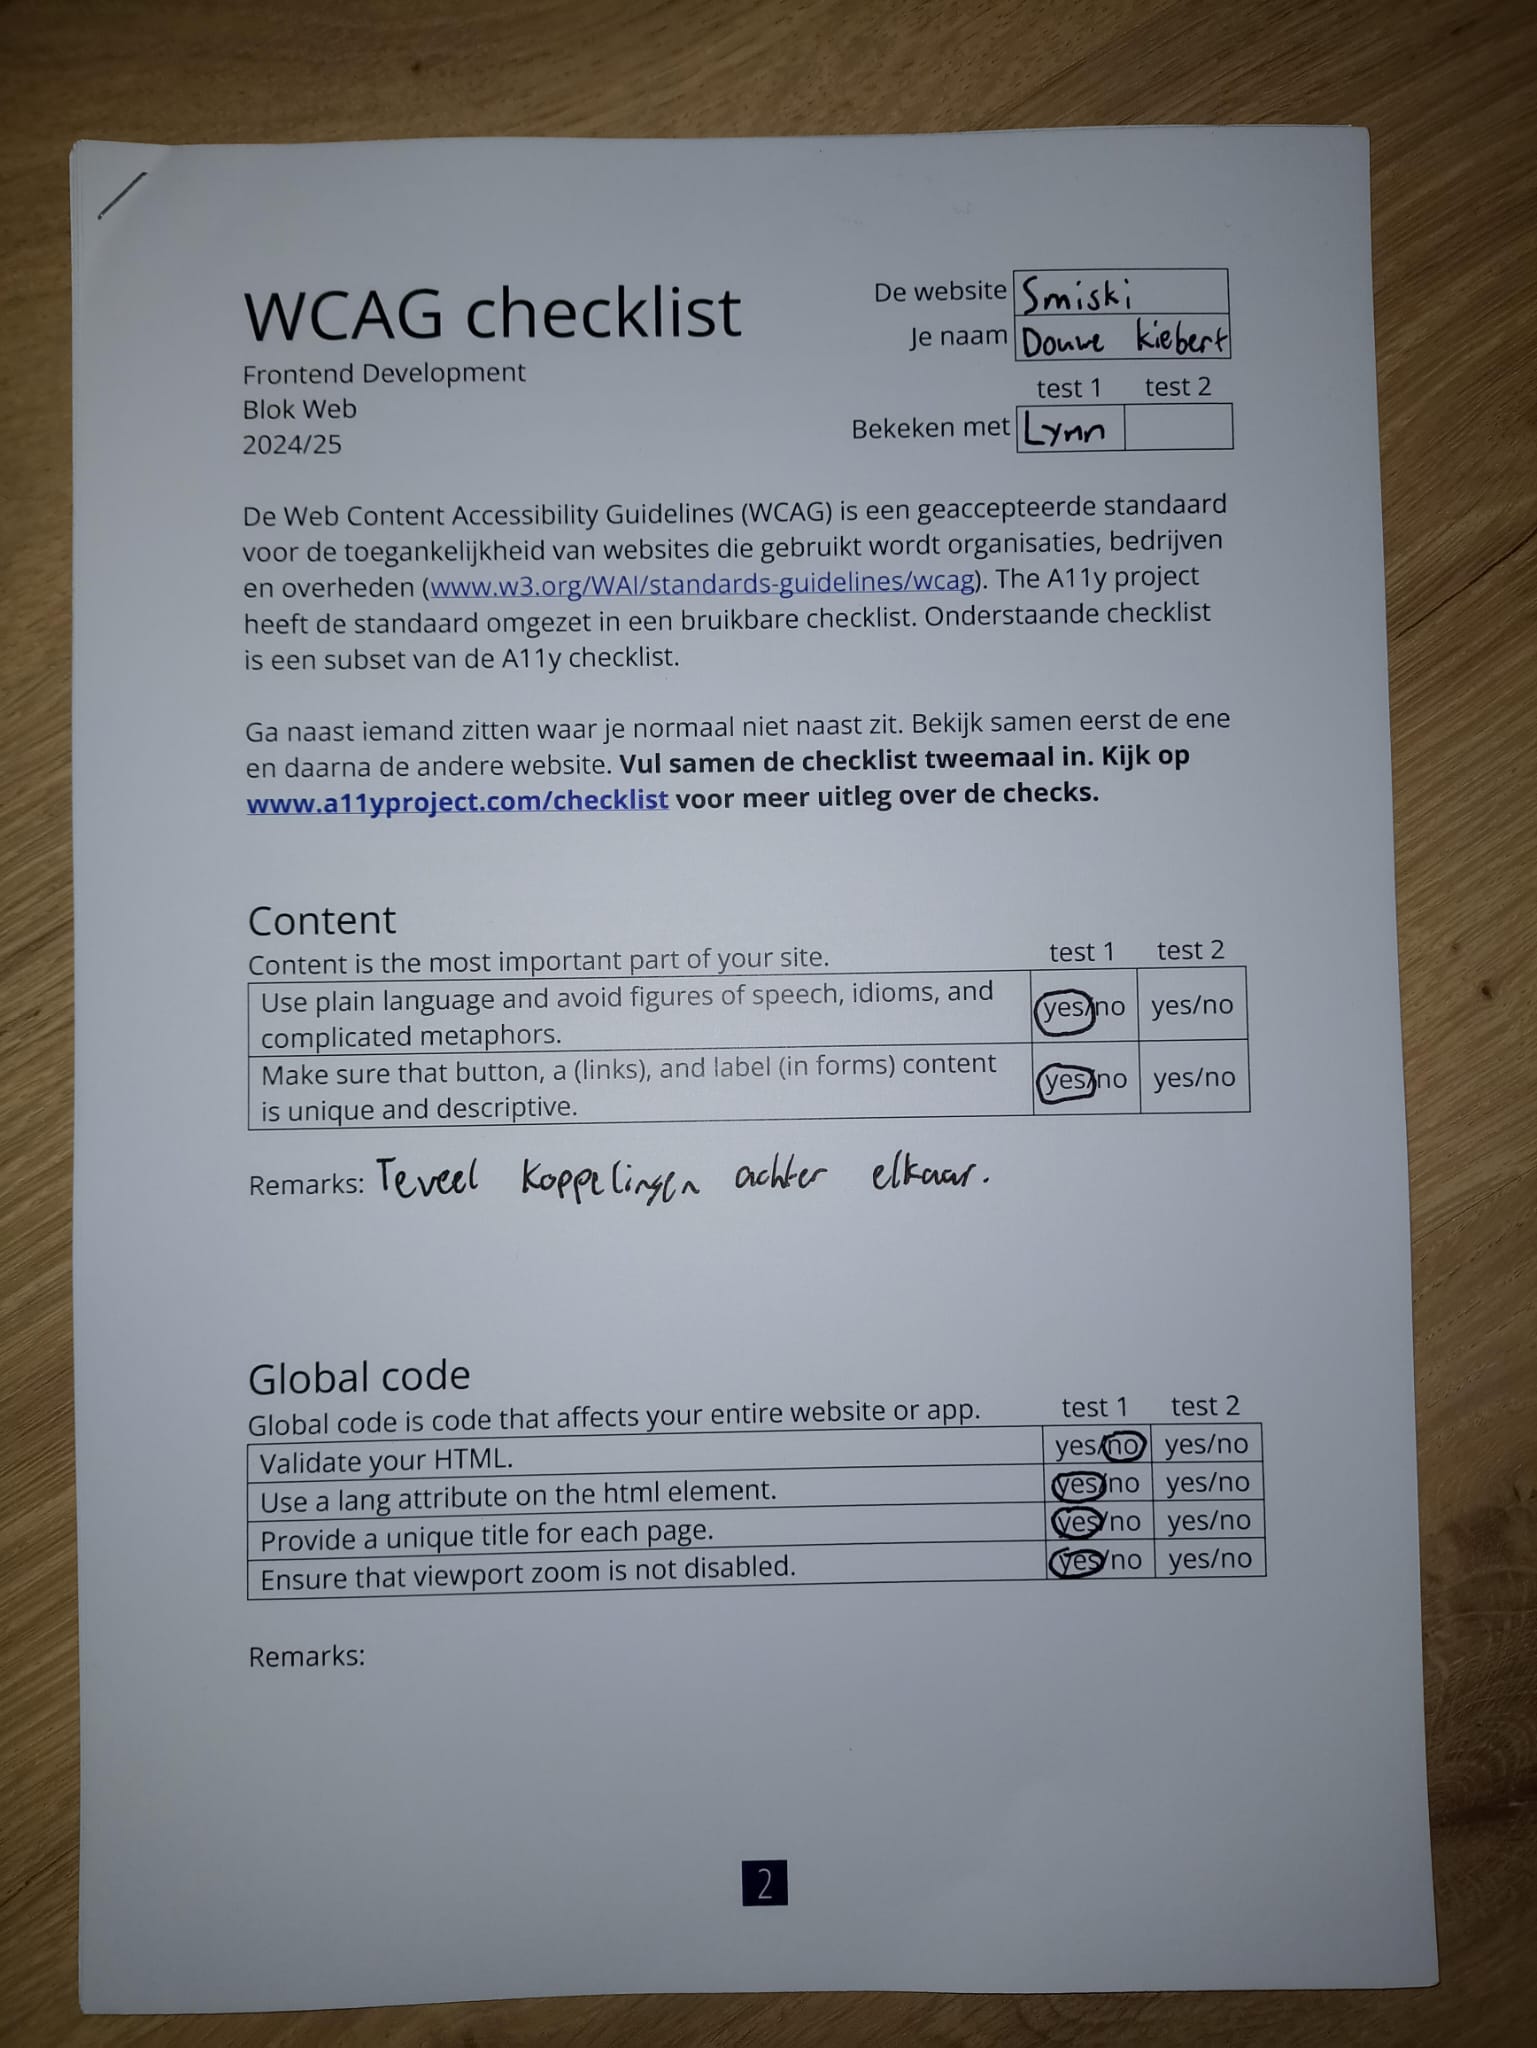 WCAG checklist
Frontend Development
Blok Web
2024/25
De website Smiski
Je naam Douwe Kiebert
test 1 test 2
Bekeken met Lynn
De Web Content Accessibility Guidelines (WCAG) is een geaccepteerde standaard
voor de toegankelijkheid van websites die gebruikt wordt organisaties, bedrijven
en overheden (www.w3.org/WAI/standards-guidelines/wcag). The A11y project
heeft de standaard omgezet in een bruikbare checklist. Onderstaande checklist
is een subset van de A11y checklist.
Ga naast iemand zitten waar je normaal niet naast zit. Bekijk samen eerst de ene
en daarna de andere website. Vul samen de checklist tweemaal in. Kijk op
www.a11yproject.com/checklist voor meer uitleg over de checks.
Content
Content is the most important part of your site. test 1 test 2
Use plain language and avoid figures of speech, idioms, and
complicated metaphors. yes/no yes/no
Make sure that button, a (links), and label (in forms) content
is unique and descriptive. yes/no yes/no
Remarks: Teveel koppelingen achter elkaar.
Global code
Global code is code that affects your entire website or app. test 1 test 2
Validate your HTML. yes/no yes/no
Use a lang attribute on the html element. yes/no yes/no
Provide a unique title for each page. yes/no yes/no
Ensure that viewport zoom is not disabled. yes/no yes/no
Remarks:
2